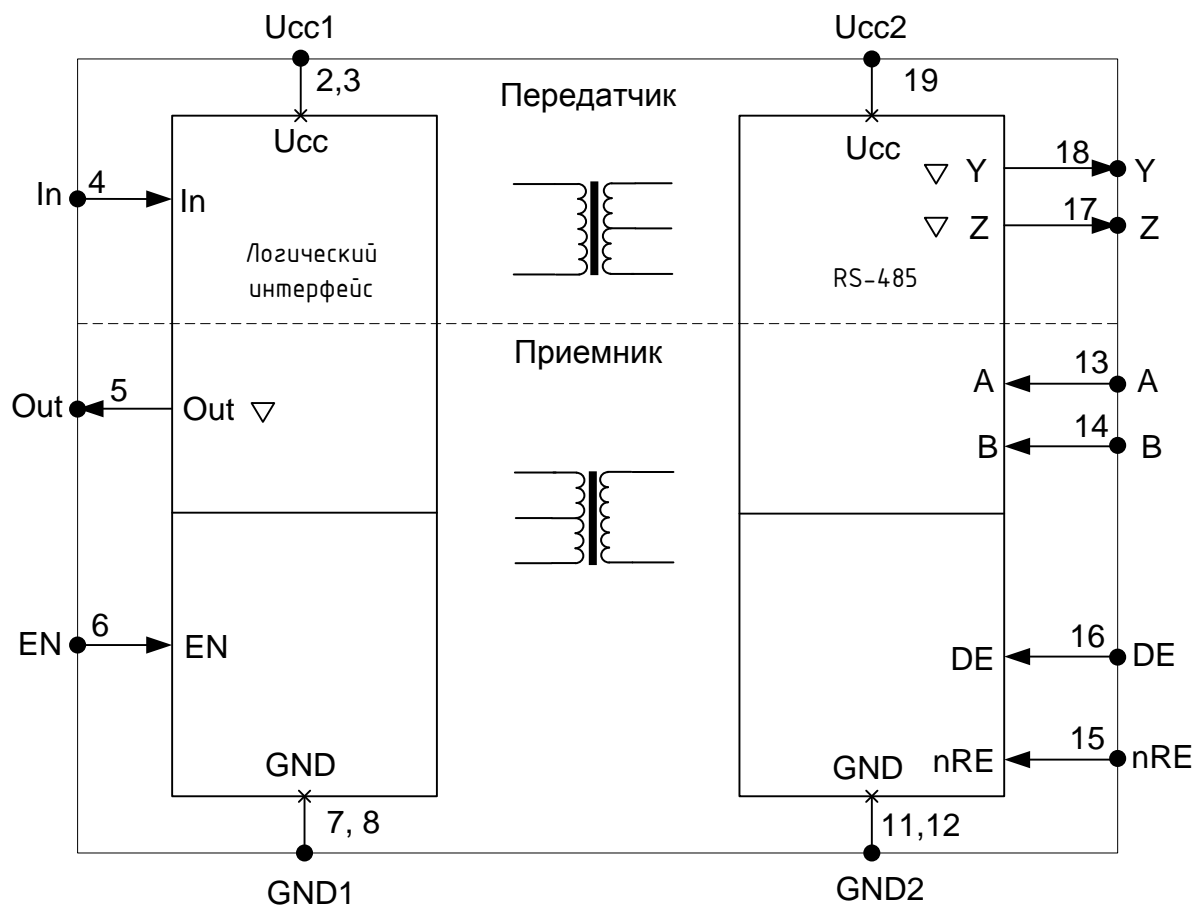 Ucc1
Ucc2
2,3
19
Передатчик
Ucc
Ucc
In
4
In
Y
18
Y
Z
17
Z
Логический
интерфейс
RS-485
Приемник
Out
5
Out
A
13
A
B
14
B
EN
6
EN
DE
16
DE
GND
GND
nRE
15
nRE
7, 8
11,12
GND1
GND2